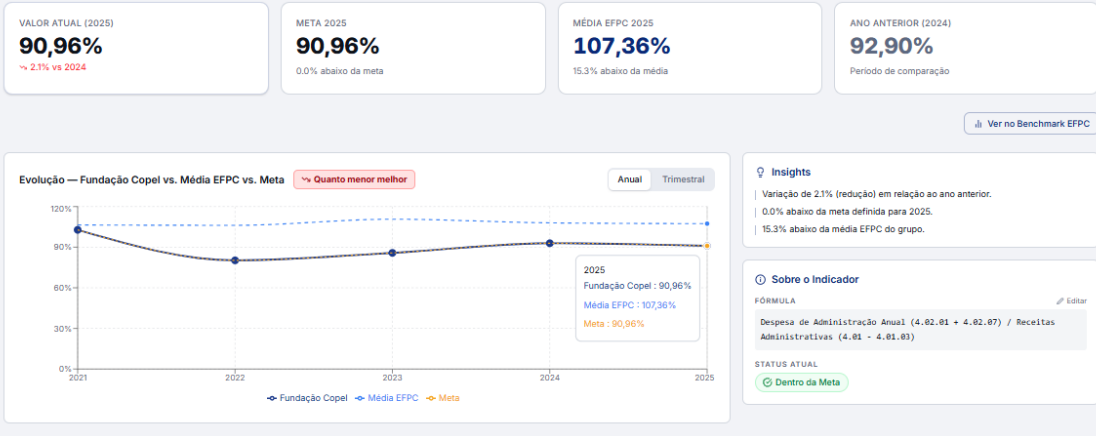 VALOR ATUAL (2025)
90,96%
2.1% vs 2024
META 2025
90,96%
0.0% abaixo da meta
MÉDIA EFPC 2025
107,36%
15.3% abaixo da média
ANO ANTERIOR (2024)
92,90%
Período de comparação
Ver no Benchmark EFPC
Evolução — Fundação Copel vs. Média EFPC vs. Meta
Quanto menor melhor
Anual
Trimestral
120%
90%
60%
30%
0%
2021
2022
2023
2024
2025
2025
Fundação Copel : 90,96%
Média EFPC : 107,36%
Meta : 90,96%
Fundação Copel
Média EFPC
Meta
Insights
Variação de 2.1% (redução) em relação ao ano anterior.
0.0% abaixo da meta definida para 2025.
15.3% abaixo da média EFPC do grupo.
Sobre o Indicador
FÓRMULA
Editar
Despesa de Administração Anual (4.02.01 + 4.02.07) / Receitas
Administrativas (4.01 - 4.01.03)
STATUS ATUAL
Dentro da Meta